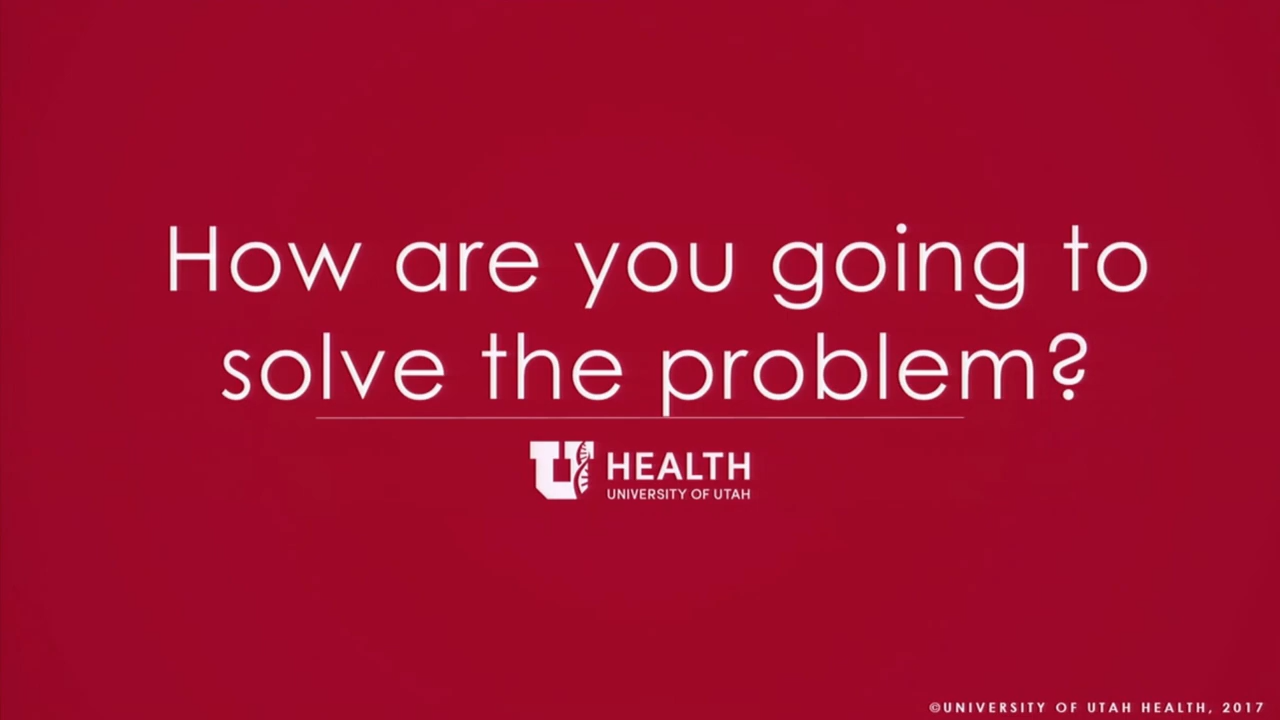 How are you going to
solve the problem?
HEALTH
UNIVERSITY OF UTAH
©UNIVERSITY OF UTAH HEALTH, 2017